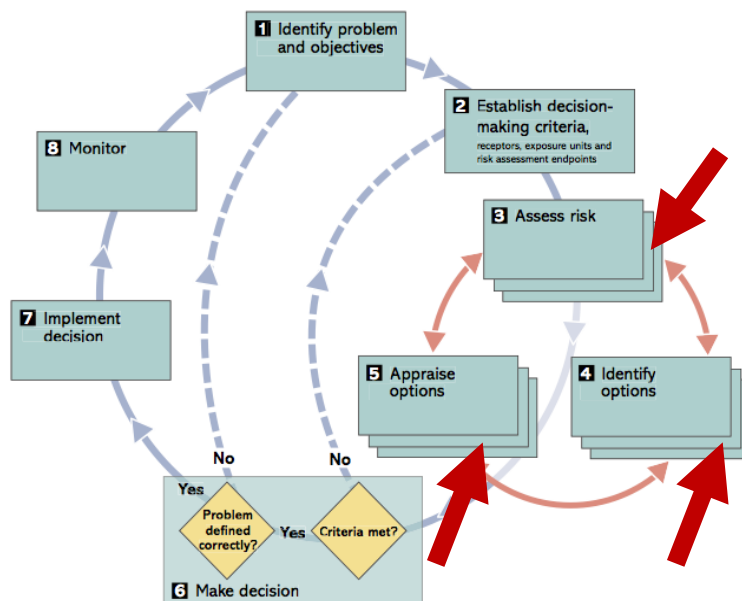 1 Identify problem
and objectives
2 Establish decision-
making criteria,
receptors, exposure units and
risk assessment endpoints
3 Assess risk
4 Identify
options
5 Appraise
options
No
No
Yes
Problem
defined
correctly?
Yes
Criteria met?
6 Make decision
7 Implement
decision
8 Monitor